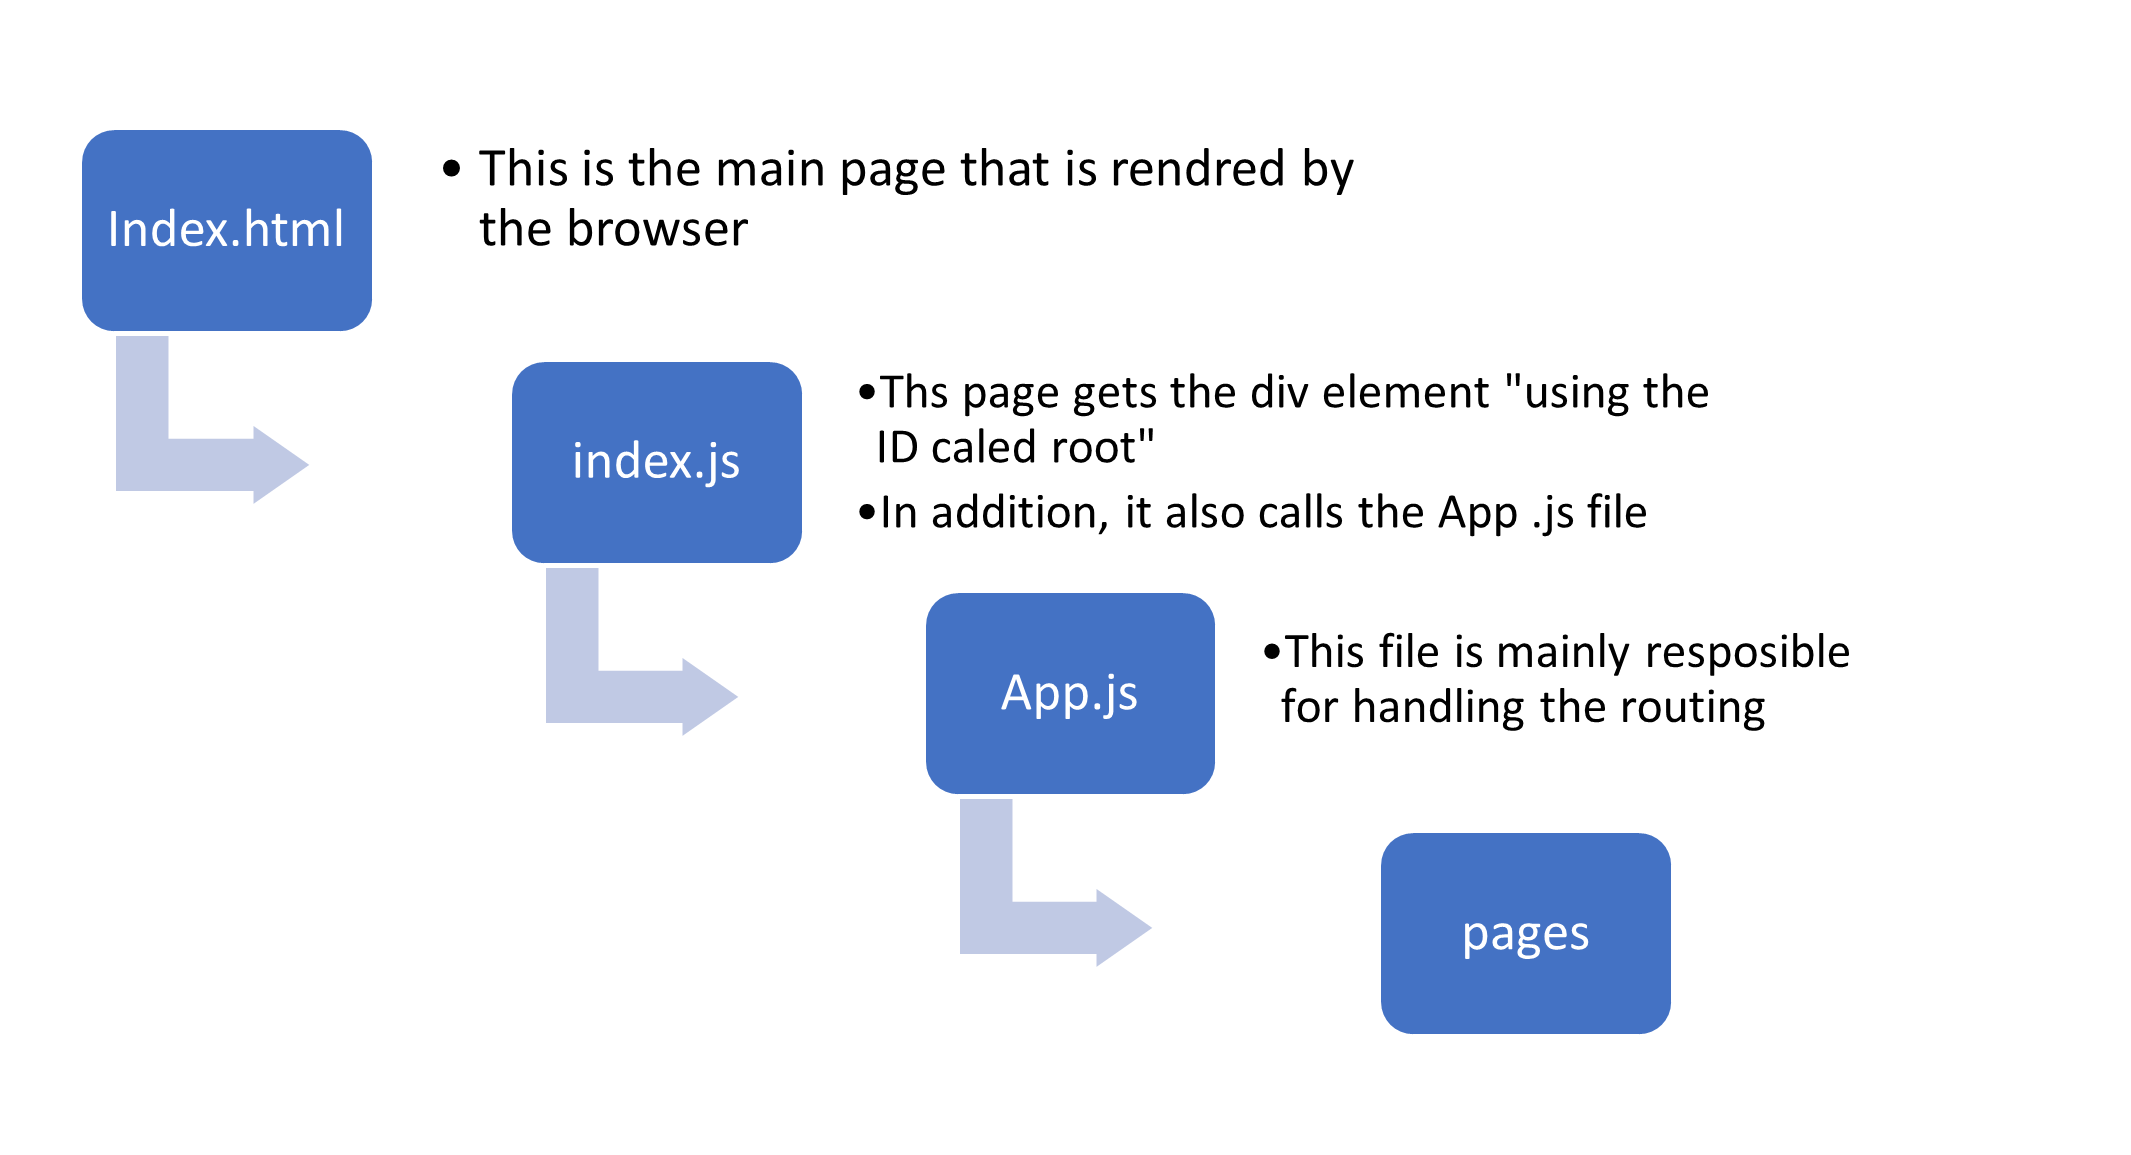 Index.html
• This is the main page that is rendred by
the browser
index.js
•Ths page gets the div element "using the
ID caled root"
•In addition, it also calls the App .js file
App.js
•This file is mainly resposible
for handling the routing
pages